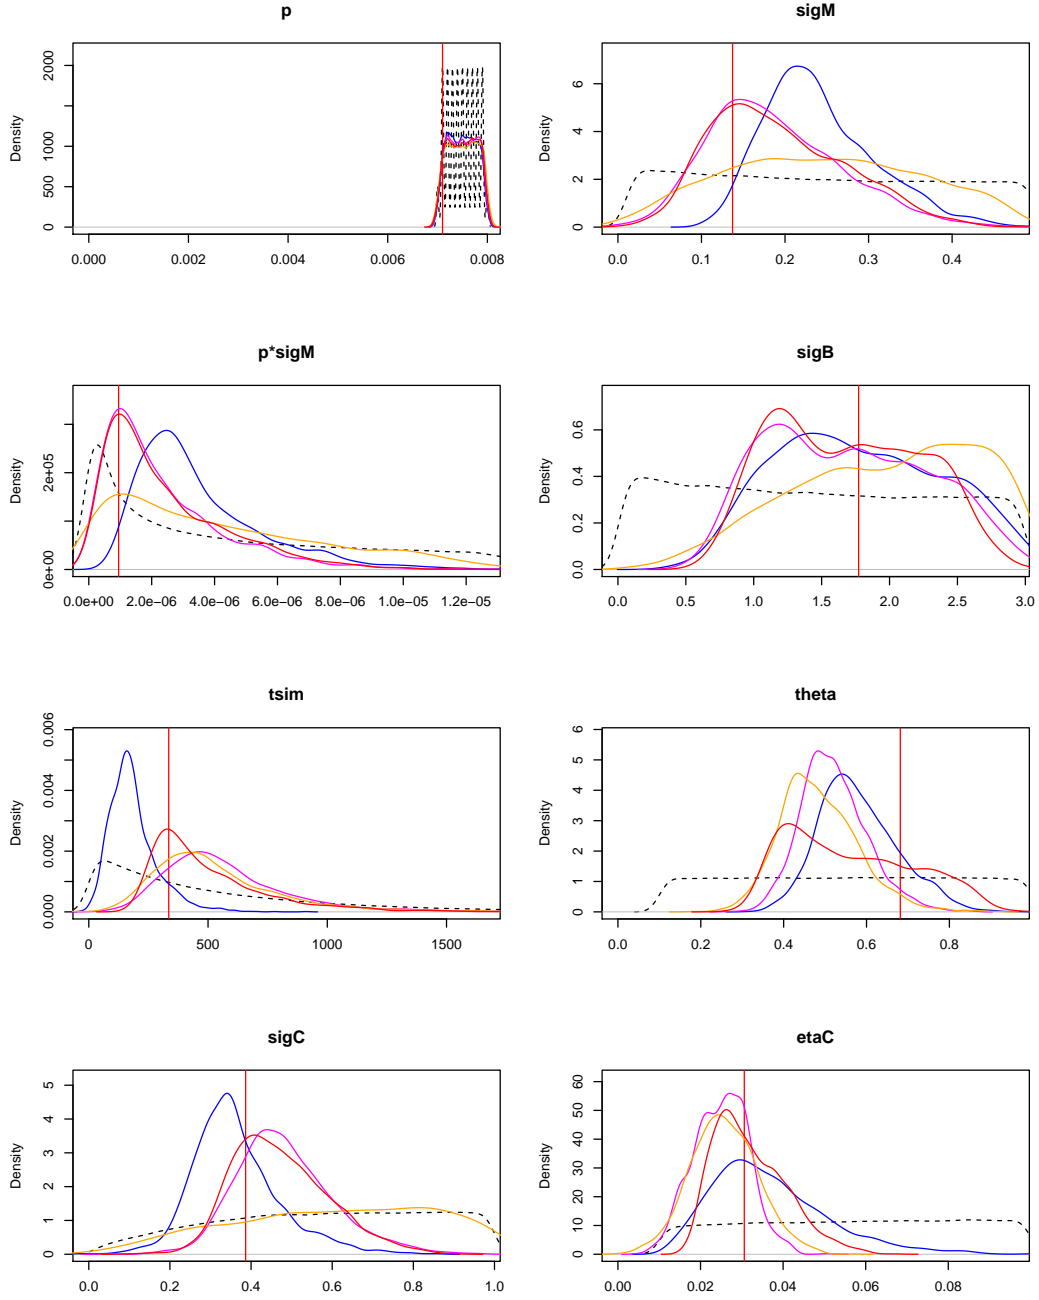 p
Density
0 500 1000 2000
0.000 0.002 0.004 0.006 0.008
sigM
Density
0 2 4 6
0.0 0.1 0.2 0.3 0.4
p*sigM
Density
0e+00 2e+05
0.0e+00 2.0e−06 4.0e−06 6.0e−06 8.0e−06 1.0e−05 1.2e−05
sigB
Density
0.0 0.2 0.4 0.6
0.0 0.5 1.0 1.5 2.0 2.5 3.0
tsim
Density
0.000 0.002 0.004 0.006
0 500 1000 1500
theta
Density
0 1 2 3 4 5 6
0.0 0.2 0.4 0.6 0.8
sigC
Density
0 1 2 3 4 5
0.0 0.2 0.4 0.6 0.8 1.0
etaC
Density
0 10 20 30 40 50 60
0.00 0.02 0.04 0.06 0.08